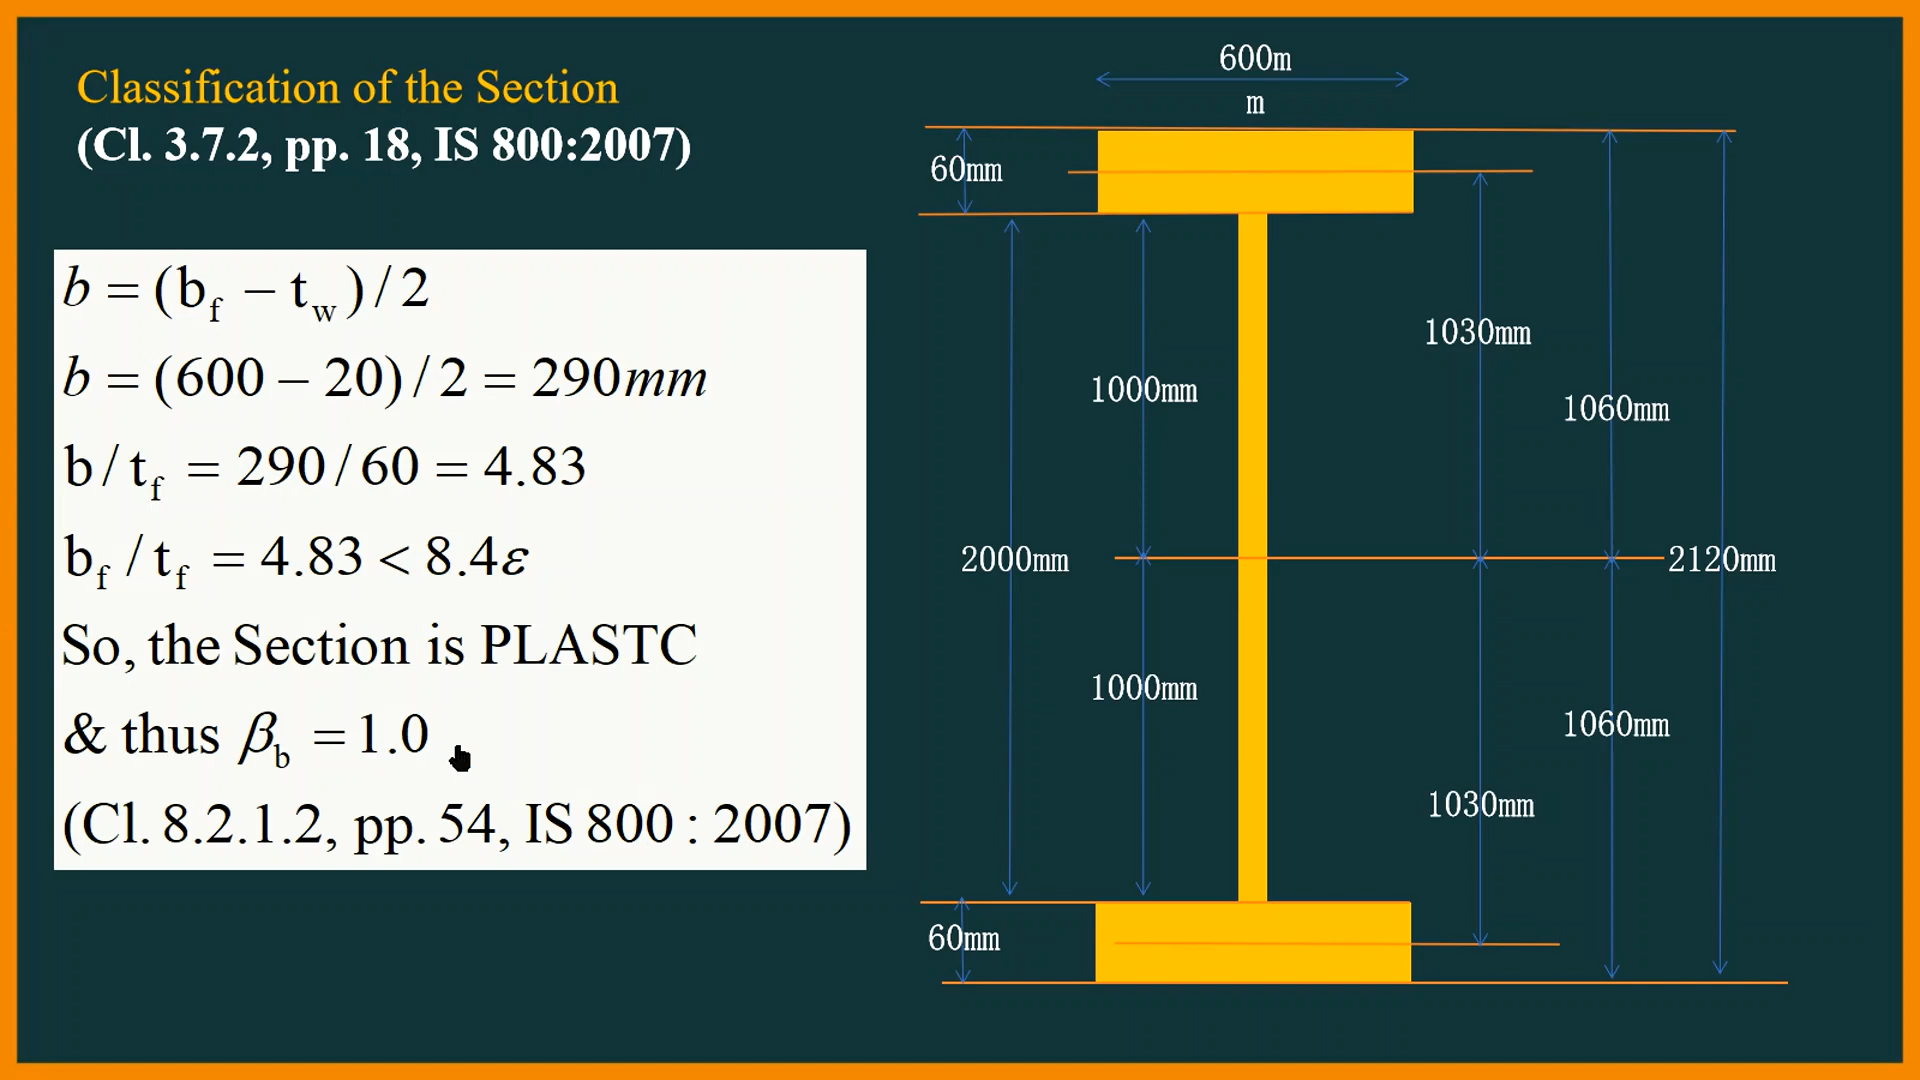 Classification of the Section
(Cl. 3.7.2, pp. 18, IS 800:2007)
b = (b_f − t_w) / 2
b = (600 − 20) / 2 = 290mm
b / t_f = 290 / 60 = 4.83
b_f / t_f = 4.83 < 8.4ε
So, the Section is PLASTC
& thus β_b = 1.0
(Cl. 8.2.1.2, pp. 54, IS 800 : 2007)
600m
m
60mm
1030mm
1000mm
1060mm
2000mm
2120mm
1000mm
1060mm
1030mm
60mm